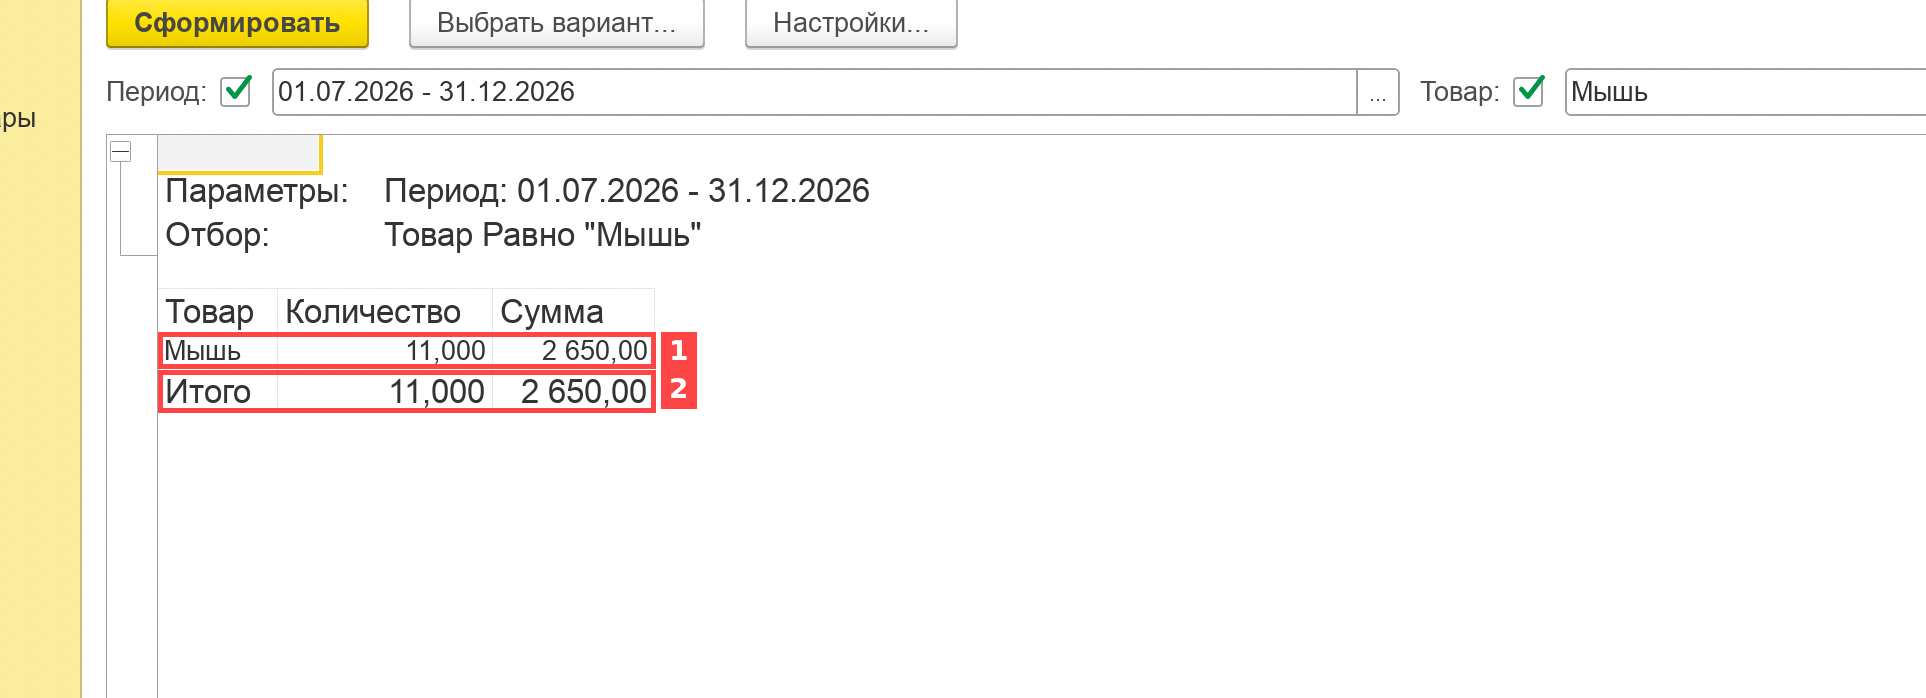 Сформировать Выбрать вариант... Настройки...
Период: 01.07.2026 - 31.12.2026 ... Товар: Мышь
ры
Параметры: Период: 01.07.2026 - 31.12.2026
Отбор: Товар Равно "Мышь"
Товар Количество Сумма
Мышь 11,000 2 650,00 1
Итого 11,000 2 650,00 2